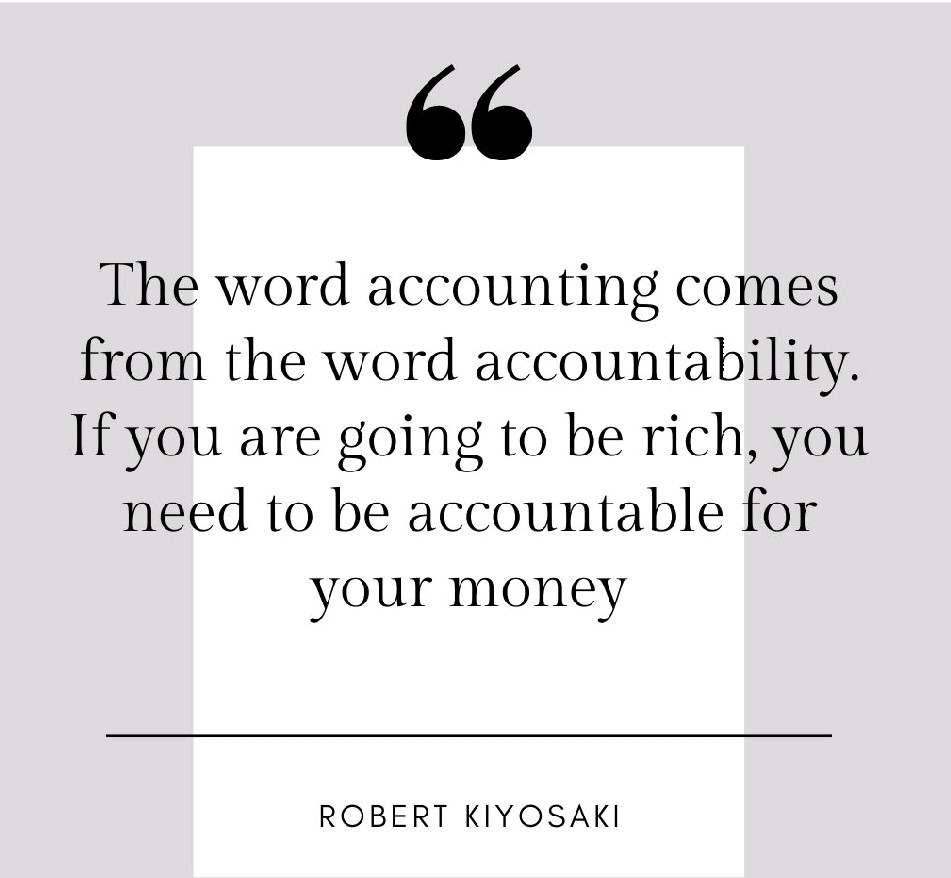 “
The word accounting comes
from the word accountability.
If you are going to be rich, you
need to be accountable for
your money
ROBERT KIYOSAKI